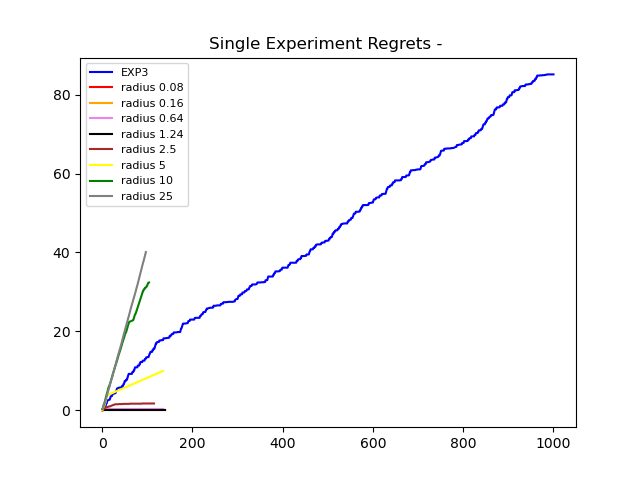 Single Experiment Regrets -
EXP3
radius 0.08
radius 0.16
radius 0.64
radius 1.24
radius 2.5
radius 5
radius 10
radius 25
80
60
40
20
0
0 200 400 600 800 1000